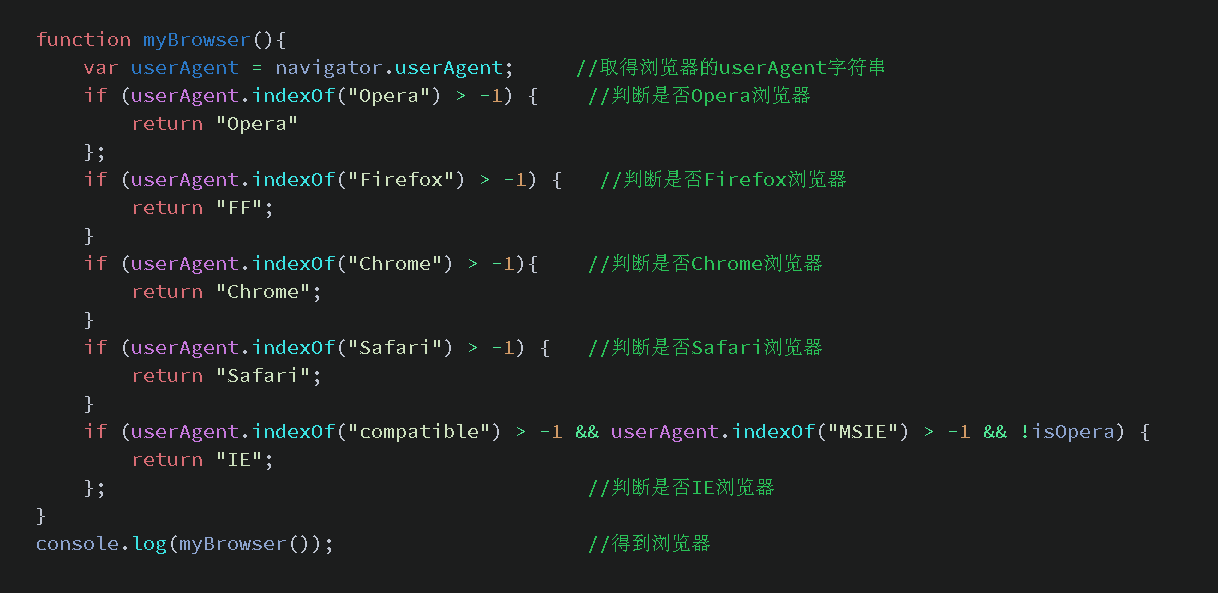 function myBrowser(){
    var userAgent = navigator.userAgent;     //取得浏览器的userAgent字符串
    if (userAgent.indexOf("Opera") > -1) {    //判断是否Opera浏览器
        return "Opera"
    };
    if (userAgent.indexOf("Firefox") > -1) {   //判断是否Firefox浏览器
        return "FF";
    }
    if (userAgent.indexOf("Chrome") > -1){    //判断是否Chrome浏览器
        return "Chrome";
    }
    if (userAgent.indexOf("Safari") > -1) {   //判断是否Safari浏览器
        return "Safari";
    }
    if (userAgent.indexOf("compatible") > -1 && userAgent.indexOf("MSIE") > -1 && !isOpera) {
        return "IE";
    };                                        //判断是否IE浏览器
}
console.log(myBrowser());                     //得到浏览器